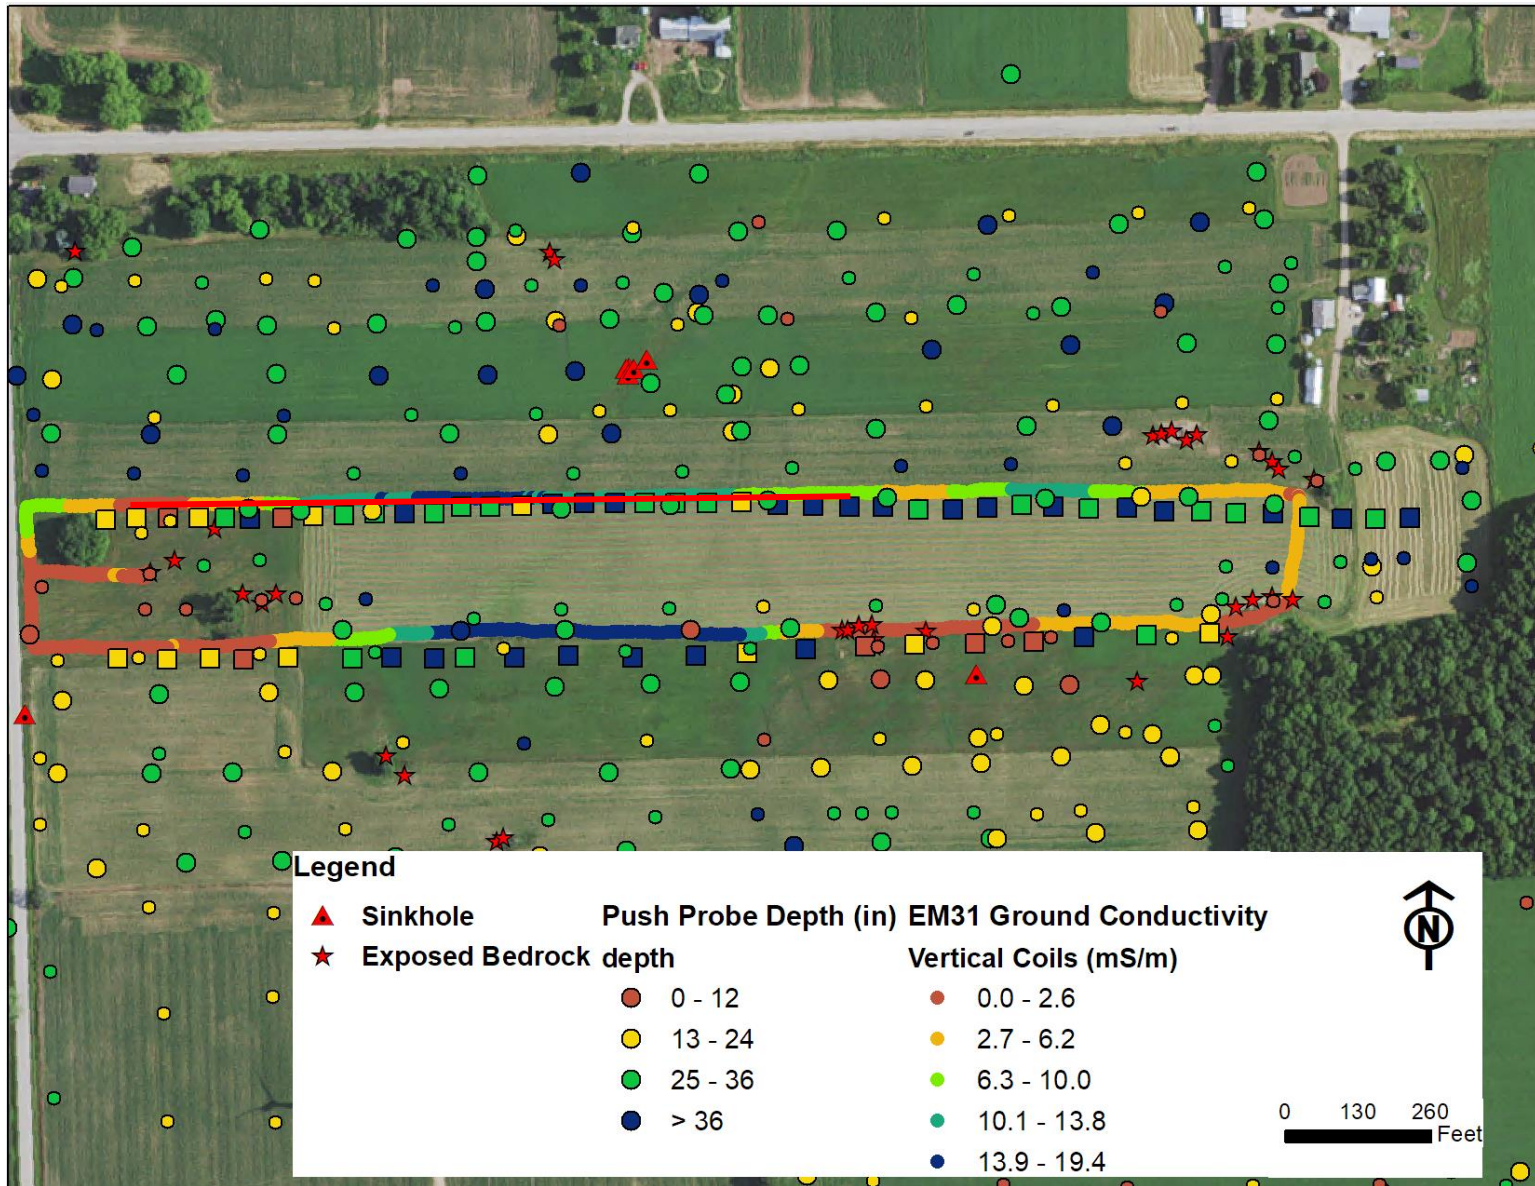 Legend
Sinkhole
Exposed Bedrock
Push Probe Depth (in)
depth
0 - 12
13 - 24
25 - 36
> 36
EM31 Ground Conductivity
Vertical Coils (mS/m)
0.0 - 2.6
2.7 - 6.2
6.3 - 10.0
10.1 - 13.8
13.9 - 19.4
N
0 130 260
Feet